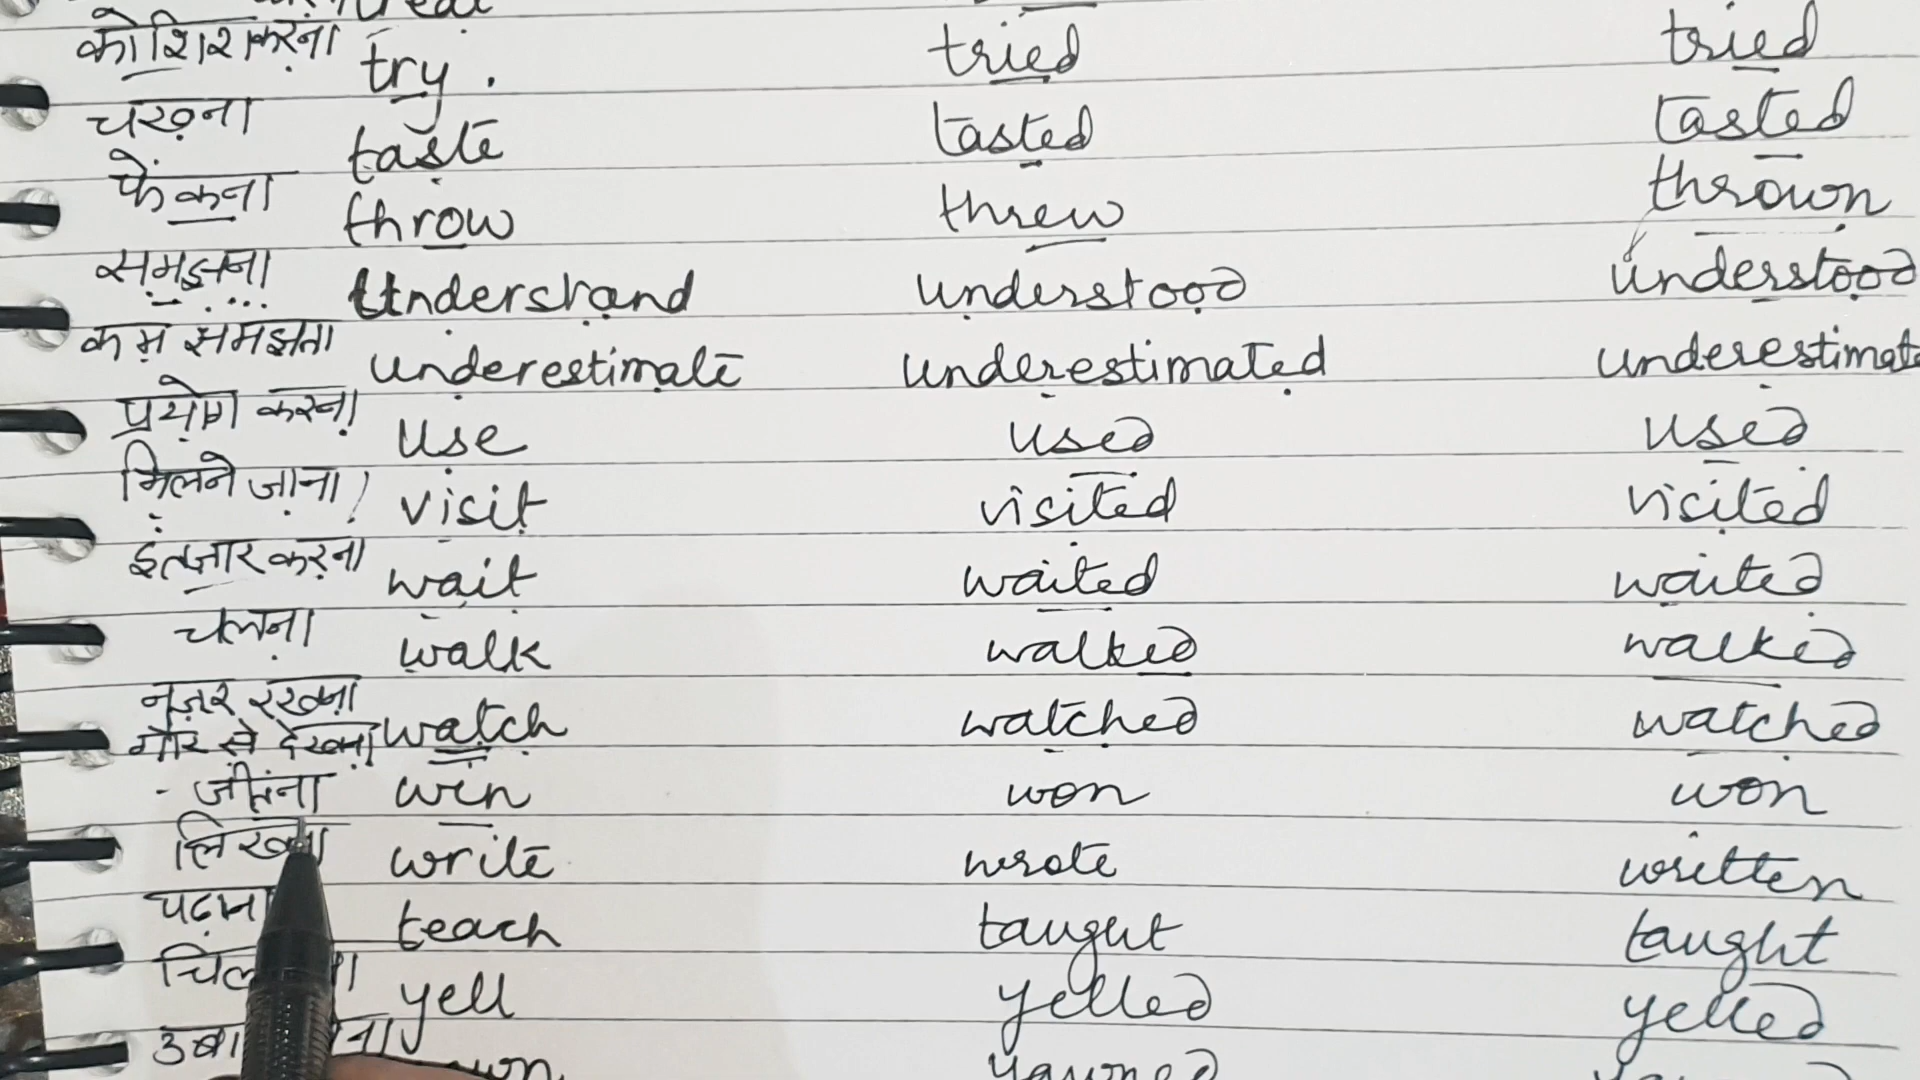 कोशिश करना try. tried tried
चखना taste tasted tasted
फेंकना throw threw thrown
समझना understand understood understood
कम समझना underestimate underestimated underestimate
प्रयोग करना use used used
मिलने जाना visit visited visited
इंतज़ार करना wait waited waited
चलना walk walked walked
नज़र रखना
गौर से देखना watch watched watched
- जीतना win won won
लिखना write wrote written
पढ़ाना teach taught taught
yell yelled yelled
yawned